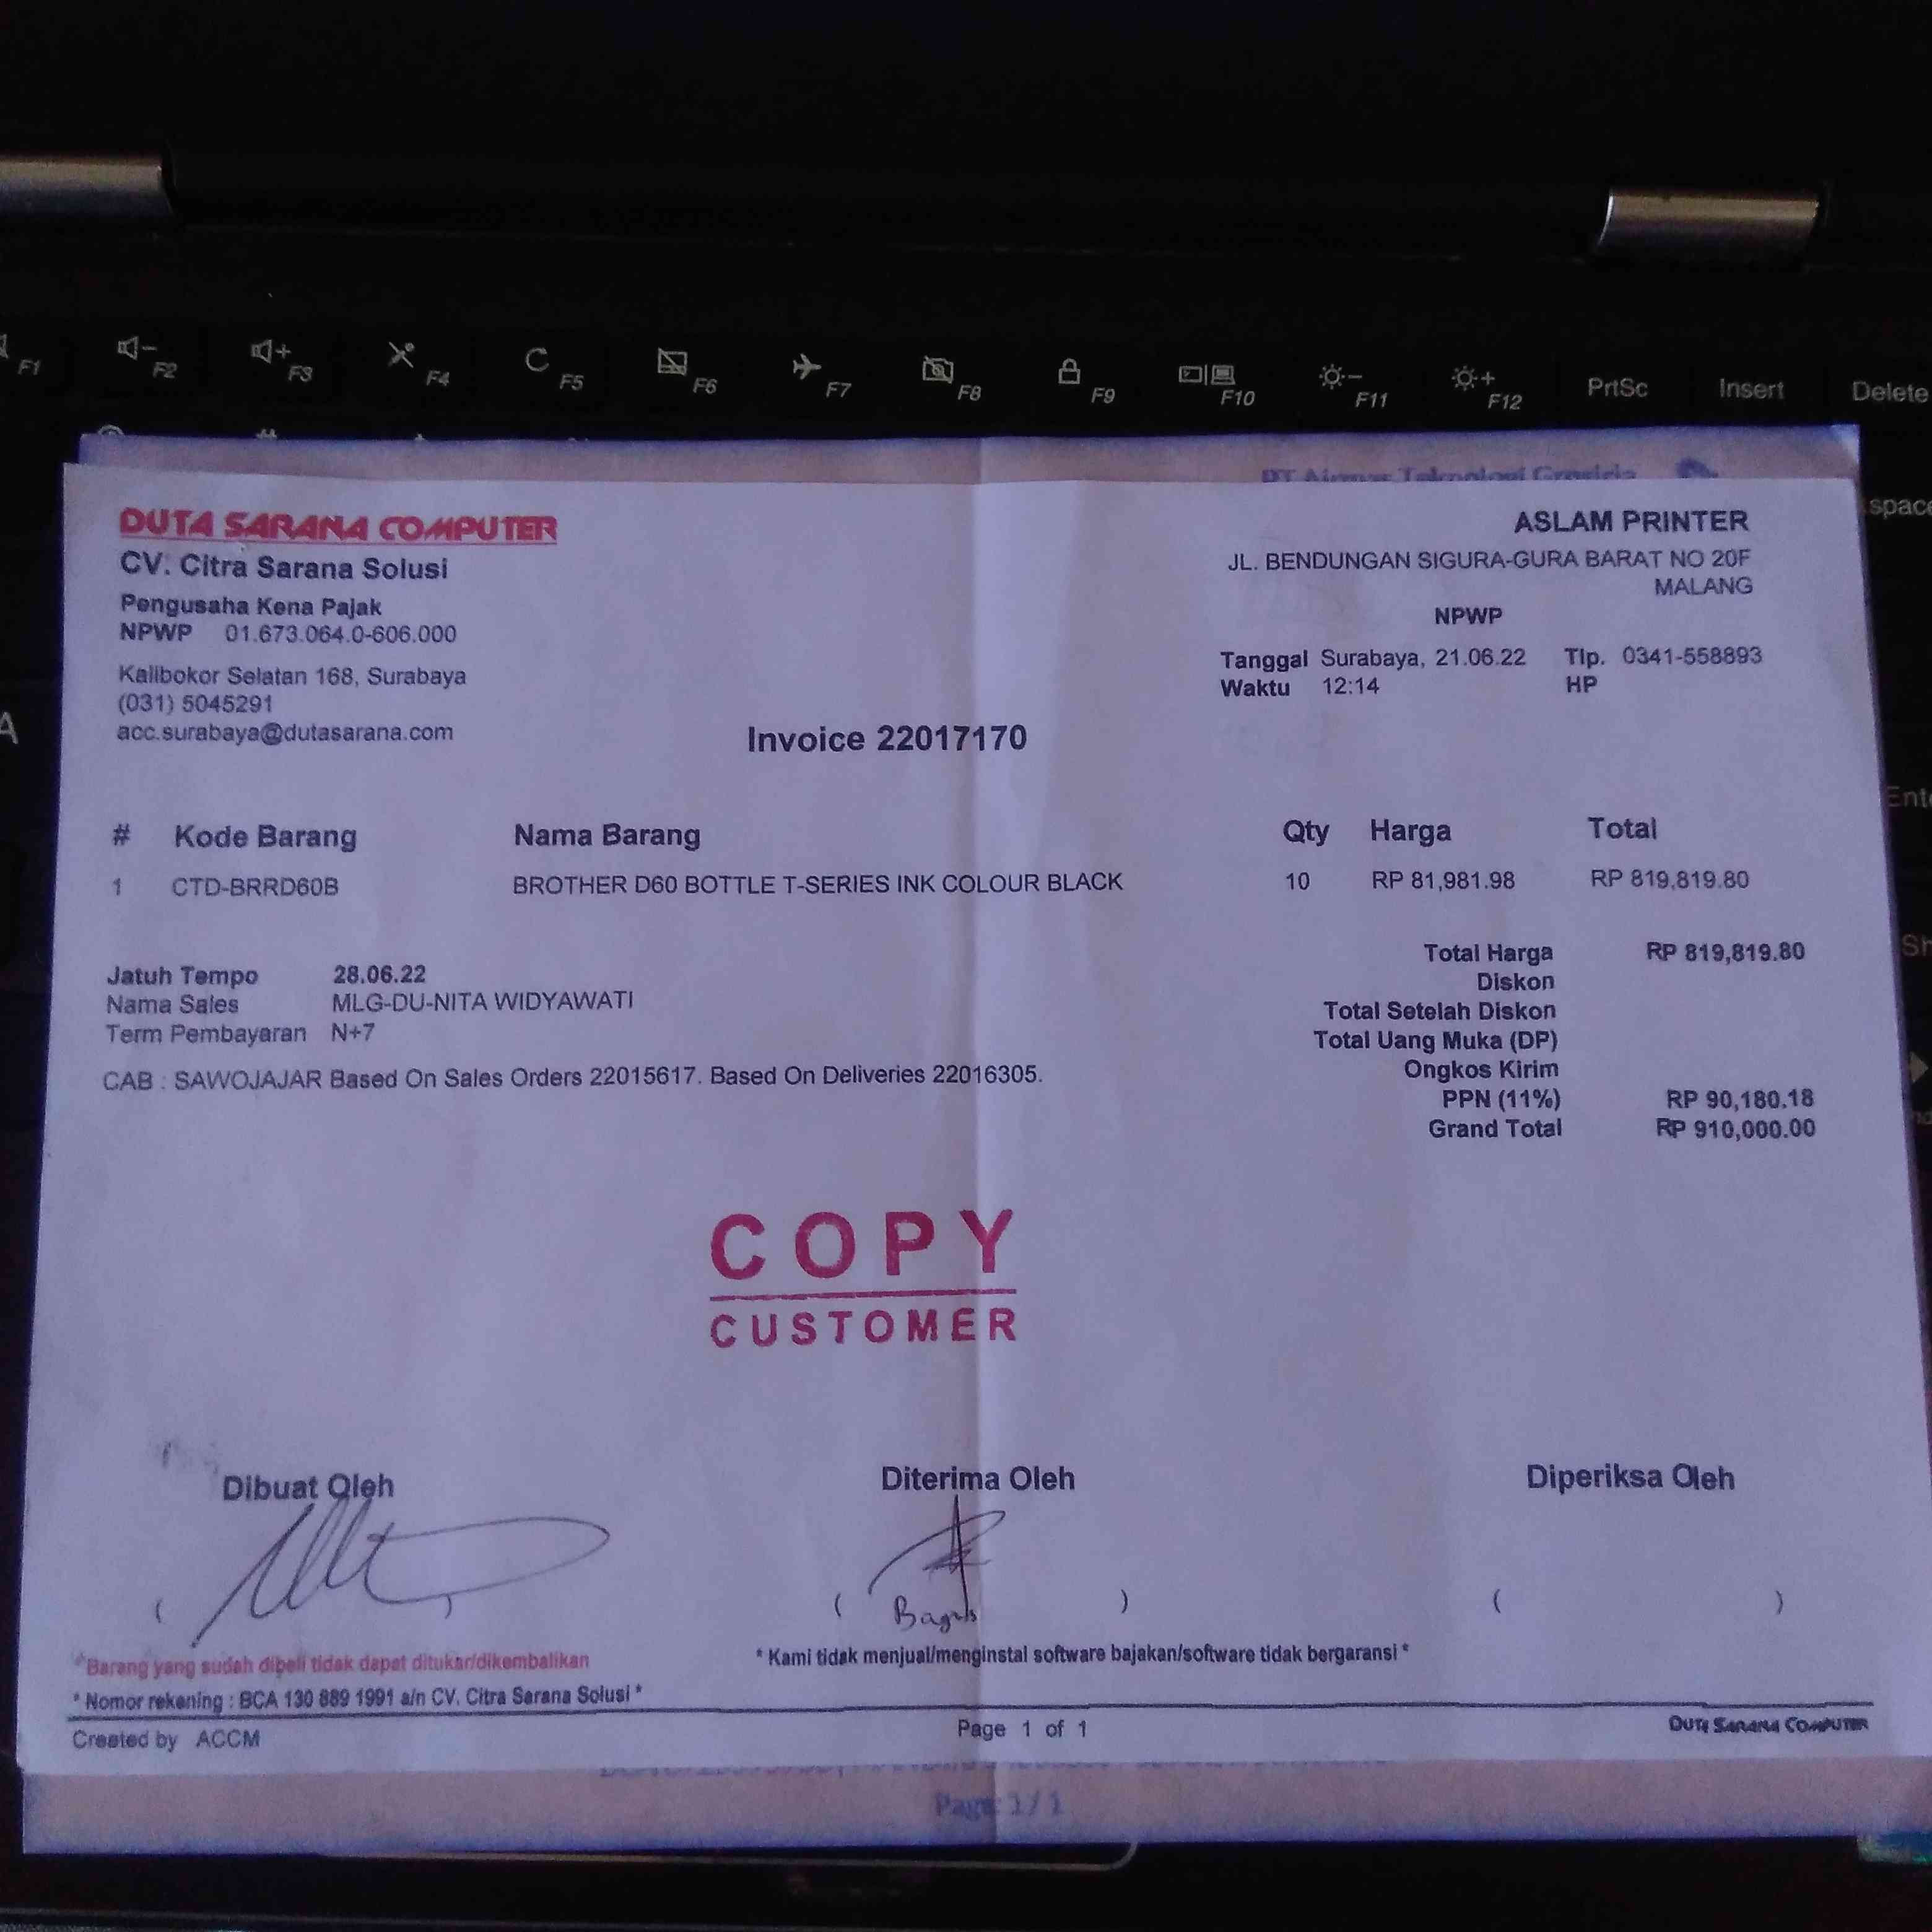 F1 F2 F3 F4 F5 F6 F7 F8 F9 F10 F11 F12 PrtSc Insert Delete
DUTA SARANA COMPUTER
CV. Citra Sarana Solusi
Pengusaha Kena Pajak
NPWP 01.673.064.0-606.000
Kalibokor Selatan 168, Surabaya
(031) 5045291
acc.surabaya@dutasarana.com
ASLAM PRINTER
JL. BENDUNGAN SIGURA-GURA BARAT NO 20F
MALANG
NPWP
Tanggal Surabaya, 21.06.22 Tlp. 0341-558893
Waktu 12:14 HP
Invoice 22017170
# Kode Barang Nama Barang Qty Harga Total
1 CTD-BRRD60B BROTHER D60 BOTTLE T-SERIES INK COLOUR BLACK 10 RP 81,981.98 RP 819,819.80
Jatuh Tempo 28.06.22
Nama Sales MLG-DU-NITA WIDYAWATI
Term Pembayaran N+7
CAB : SAWOJAJAR Based On Sales Orders 22015617. Based On Deliveries 22016305.
Total Harga RP 819,819.80
Diskon
Total Setelah Diskon
Total Uang Muka (DP)
Ongkos Kirim
PPN (11%) RP 90,180.18
Grand Total RP 910,000.00
COPY
CUSTOMER
Dibuat Oleh Diterima Oleh Diperiksa Oleh
( ) ( Bagus ) ( )
*Barang yang sudah dibeli tidak dapat ditukar/dikembalikan
* Kami tidak menjual/menginstal software bajakan/software tidak bergaransi *
* Nomor rekening : BCA 130 889 1991 a/n CV. Citra Sarana Solusi *
Created by ACCM Page 1 of 1 DUTA SARANA COMPUTER
Page 1 / 1